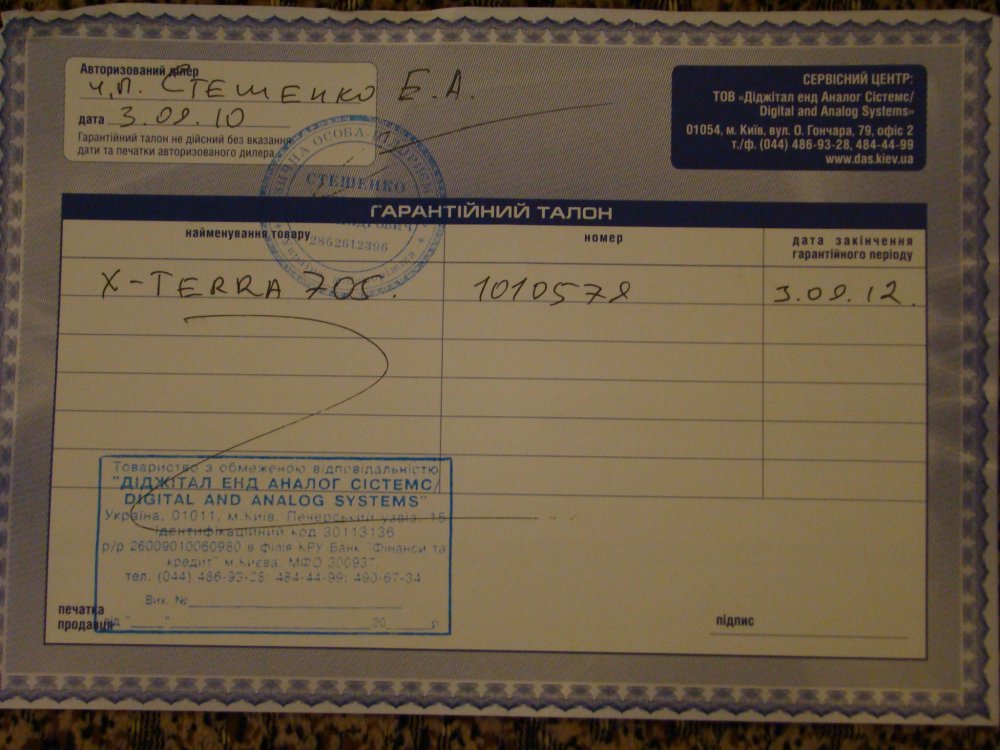 Авторизований ділер
ч.п. Стешенко Е.А.
дата 3.09.10
Гарантійний талон не дійсний без вказання
дати та печатки авторизованого дилера
СЕРВІСНИЙ ЦЕНТР:
ТОВ «Діджітал енд Аналог Сістемс/
Digital and Analog Systems»
01054, м. Київ, вул. О. Гончара, 79, офіс 2
т./ф. (044) 486-93-28, 484-44-99
www.das.kiev.ua
ОСОБА
СТЕШЕНКО
2862612396
ГАРАНТІЙНИЙ ТАЛОН
найменування товару
номер
дата закінчення
гарантійного періоду
X-TERRA 705.
1010579
3.09.12.
Товариство з обмеженою відповідальністю
"ДІДЖІТАЛ ЕНД АНАЛОГ СІСТЕМС/
DIGITAL AND ANALOG SYSTEMS"
Україна, 01011, м.Київ, Печерський узвіз, 15
Ідентифікаційний код 30113136
р/р 26009010060980 в філія КРУ Банк "Фінанси та
кредит" м.Києва, МФО 300937
тел. (044) 486-93-28; 484-44-99; 490-67-34
Вих. №
від " " 20 р.
печатка
продавця
підпис